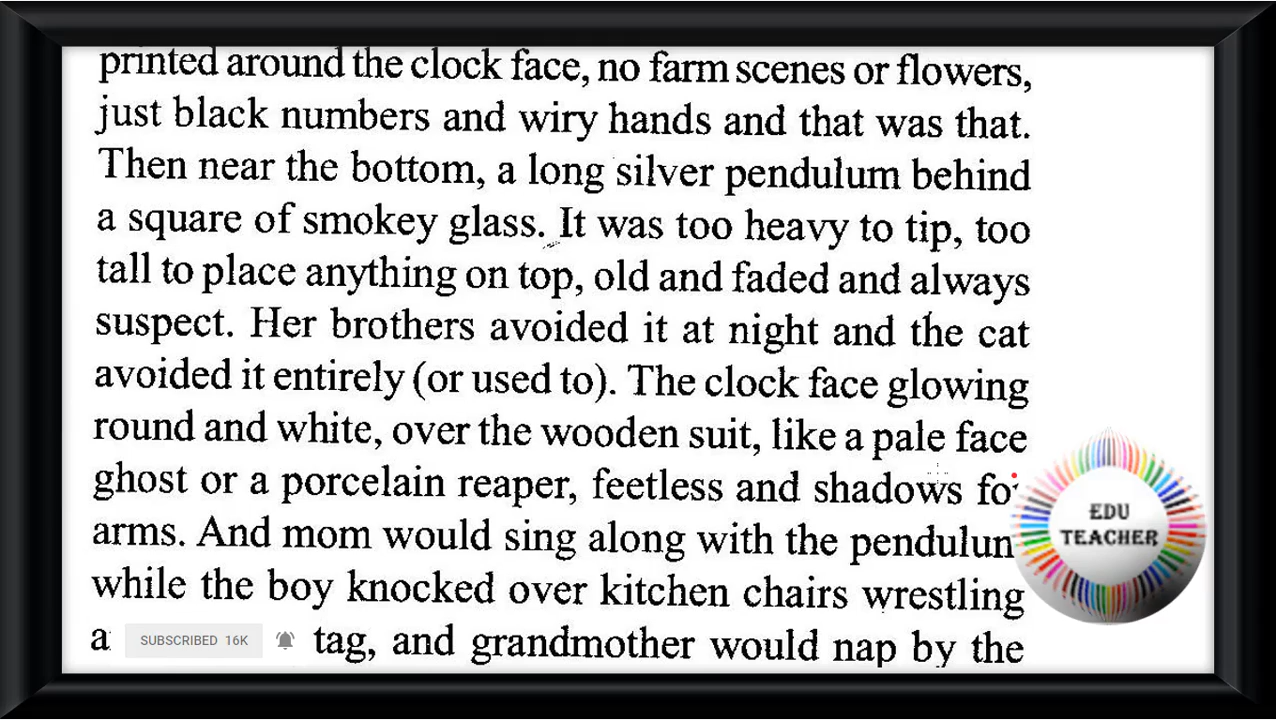 printed around the clock face, no farm scenes or flowers,
just black numbers and wiry hands and that was that.
Then near the bottom, a long silver pendulum behind
a square of smokey glass. It was too heavy to tip, too
tall to place anything on top, old and faded and always
suspect. Her brothers avoided it at night and the cat
avoided it entirely (or used to). The clock face glowing
round and white, over the wooden suit, like a pale face
ghost or a porcelain reaper, feetless and shadows
arms. And mom would sing along with the
while the boy knocked over kitchen chairs wrestling
tag, and grandmother would nap by the
SUBSCRIBED 16K
EDU
TEACHER